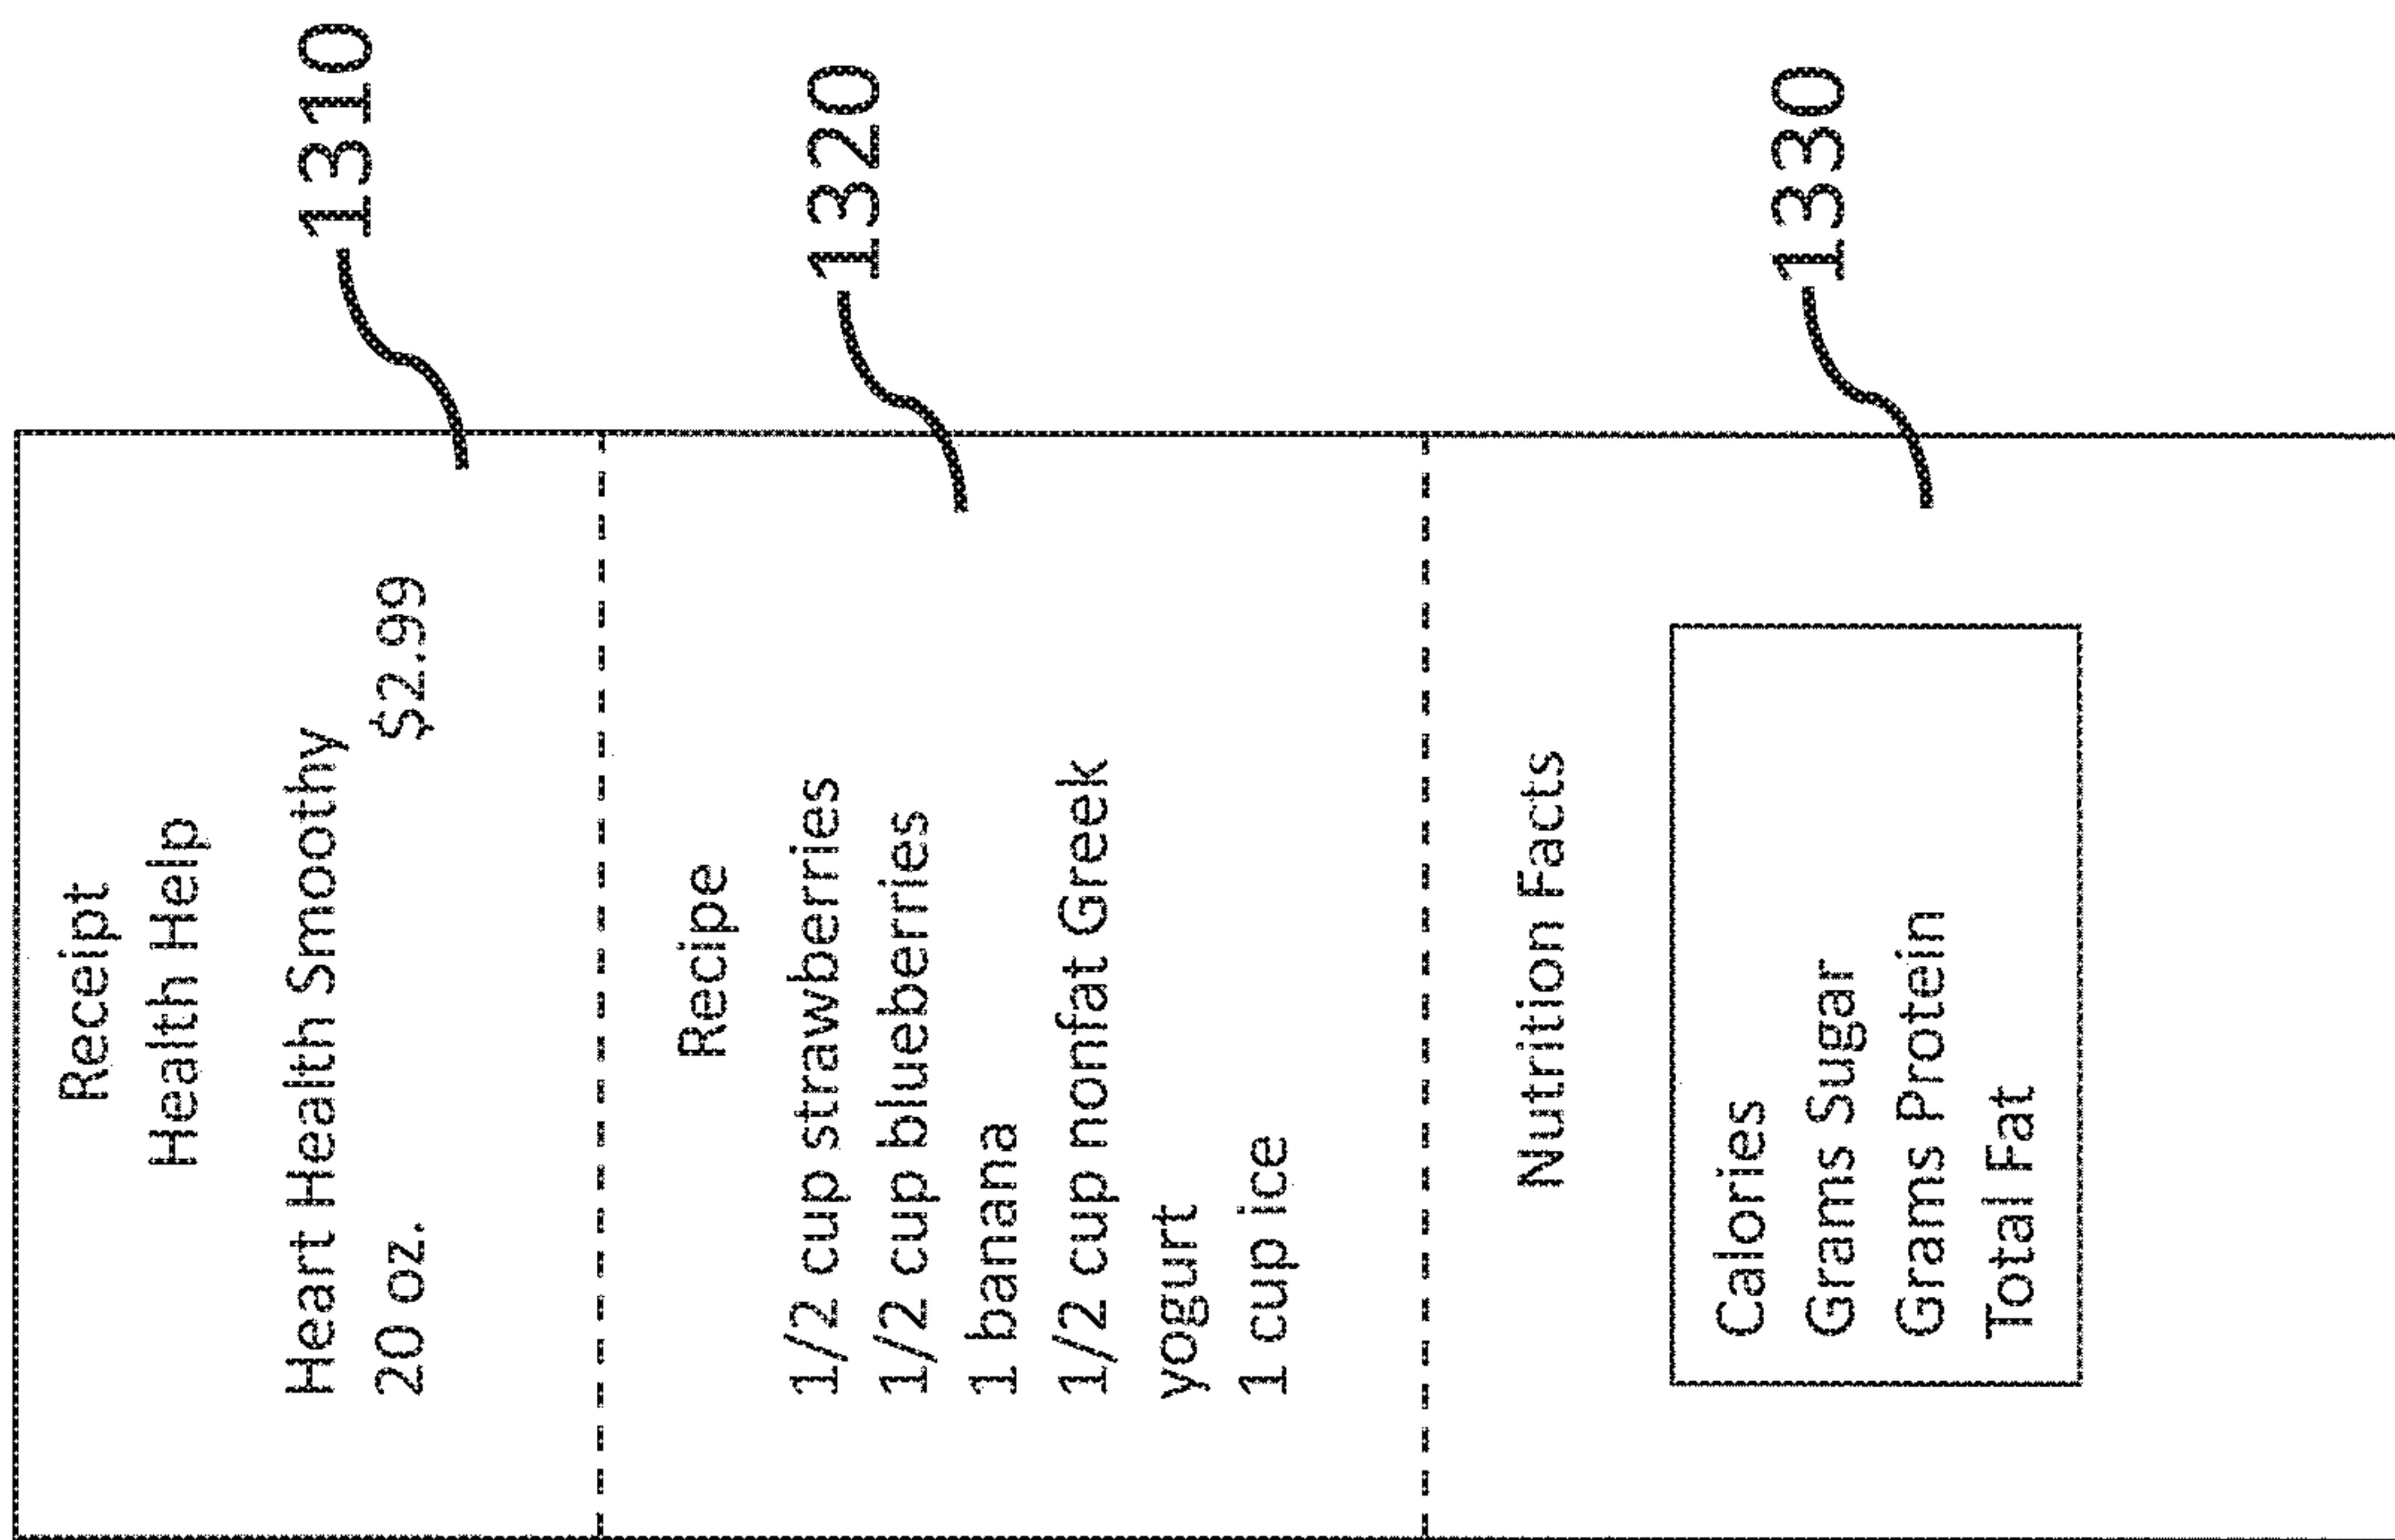 Receipt
Health Help
Heart Health Smoothy
20 oz. $2.99
1310
Recipe
1/2 cup strawberries
1/2 cup blueberries
1 banana
1/2 cup nonfat Greek
yogurt
1 cup ice
1320
Nutrition Facts
Calories
Grams Sugar
Grams Protein
Total Fat
1330